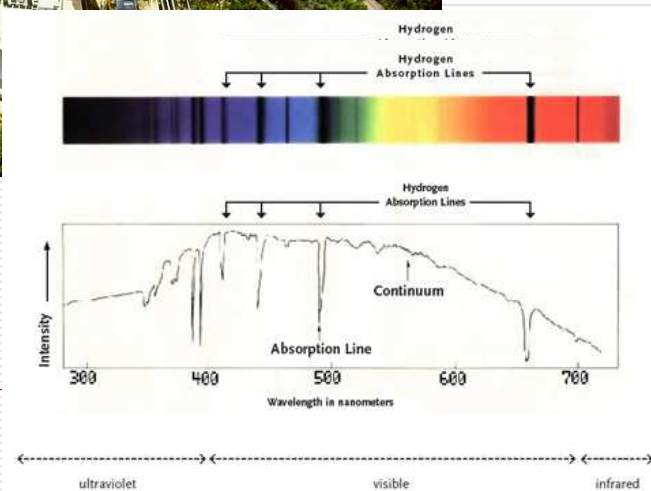 Hydrogen
Hydrogen
Absorption Lines
Hydrogen
Absorption Lines
Intensity
Continuum
Absorption Line
300 400 500 600 700
Wavelength in nanometers
ultraviolet visible infrared